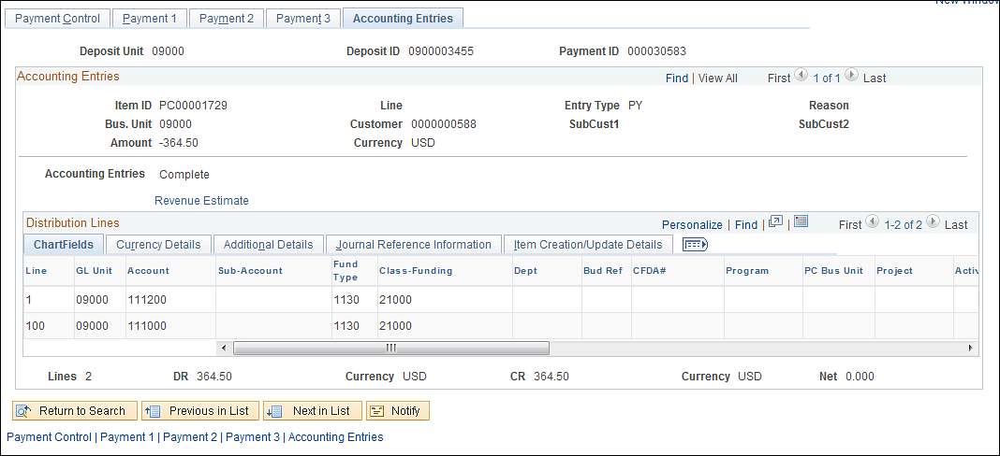 New Window
Payment Control Payment 1 Payment 2 Payment 3 Accounting Entries
Deposit Unit 09000 Deposit ID 0900003455 Payment ID 000030583
Accounting Entries Find | View All First 1 of 1 Last
Item ID PC00001729 Line Entry Type PY Reason
Bus. Unit 09000 Customer 0000000588 SubCust1 SubCust2
Amount -364.50 Currency USD
Accounting Entries Complete
Revenue Estimate
Distribution Lines Personalize | Find | | First 1-2 of 2 Last
ChartFields Currency Details Additional Details Journal Reference Information Item Creation/Update Details
Line GL Unit Account Sub-Account Fund Type Class-Funding Dept Bud Ref CFDA# Program PC Bus Unit Project Activ
1 09000 111200 1130 21000
100 09000 111000 1130 21000
Lines 2 DR 364.50 Currency USD CR 364.50 Currency USD Net 0.000
Return to Search Previous in List Next in List Notify
Payment Control | Payment 1 | Payment 2 | Payment 3 | Accounting Entries